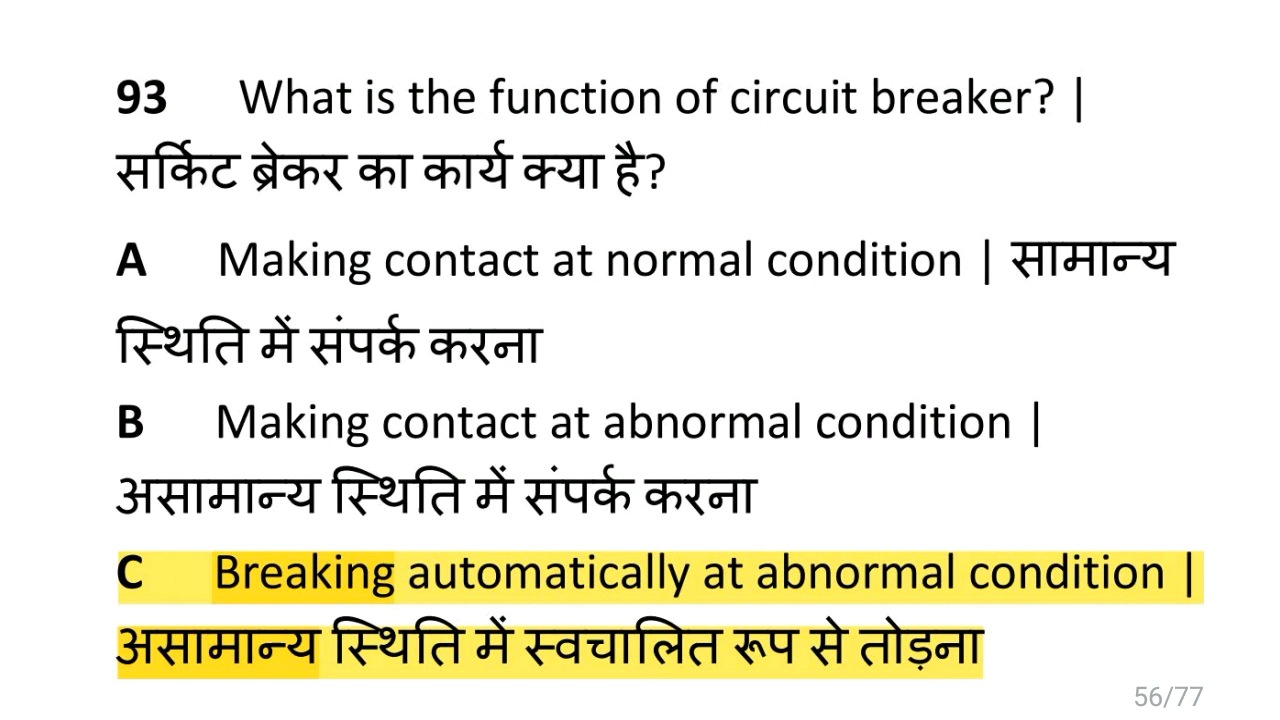 93 What is the function of circuit breaker? |
सर्किट ब्रेकर का कार्य क्या है?
A Making contact at normal condition | सामान्य
स्थिति में संपर्क करना
B Making contact at abnormal condition |
असामान्य स्थिति में संपर्क करना
C Breaking automatically at abnormal condition |
असामान्य स्थिति में स्वचालित रूप से तोड़ना
56/77